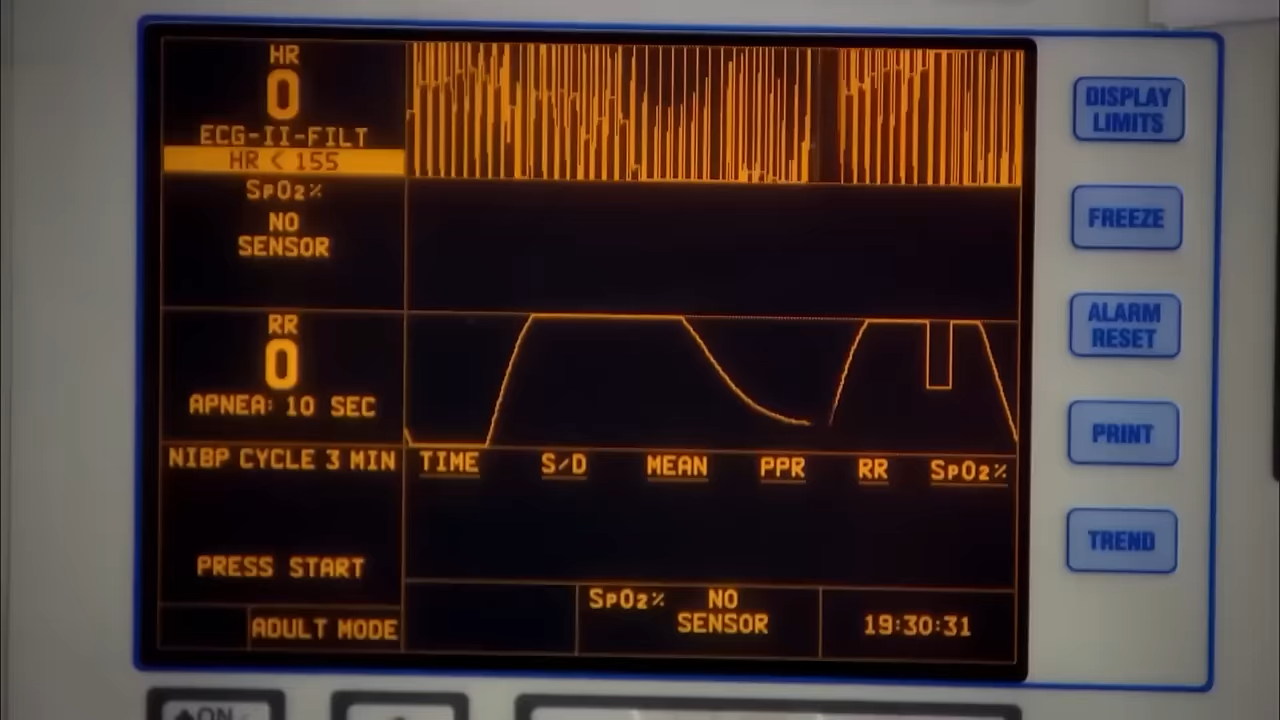 HR
0
ECG-II-FILT
HR < 155
SpO2%
NO
SENSOR
RR
0
APNEA: 10 SEC
NIBP CYCLE 3 MIN
PRESS START
ADULT MODE
TIME S/D MEAN PPR RR SpO2%
SpO2% NO
SENSOR
19:30:31
DISPLAY
LIMITS
FREEZE
ALARM
RESET
PRINT
TREND
ON